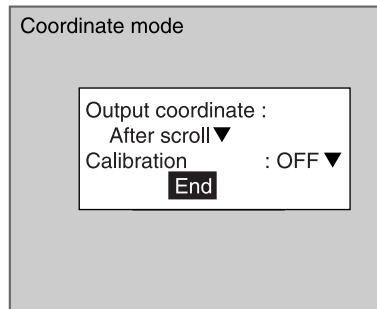 Coordinate mode
Output coordinate :
After scroll▼
Calibration : OFF ▼
End